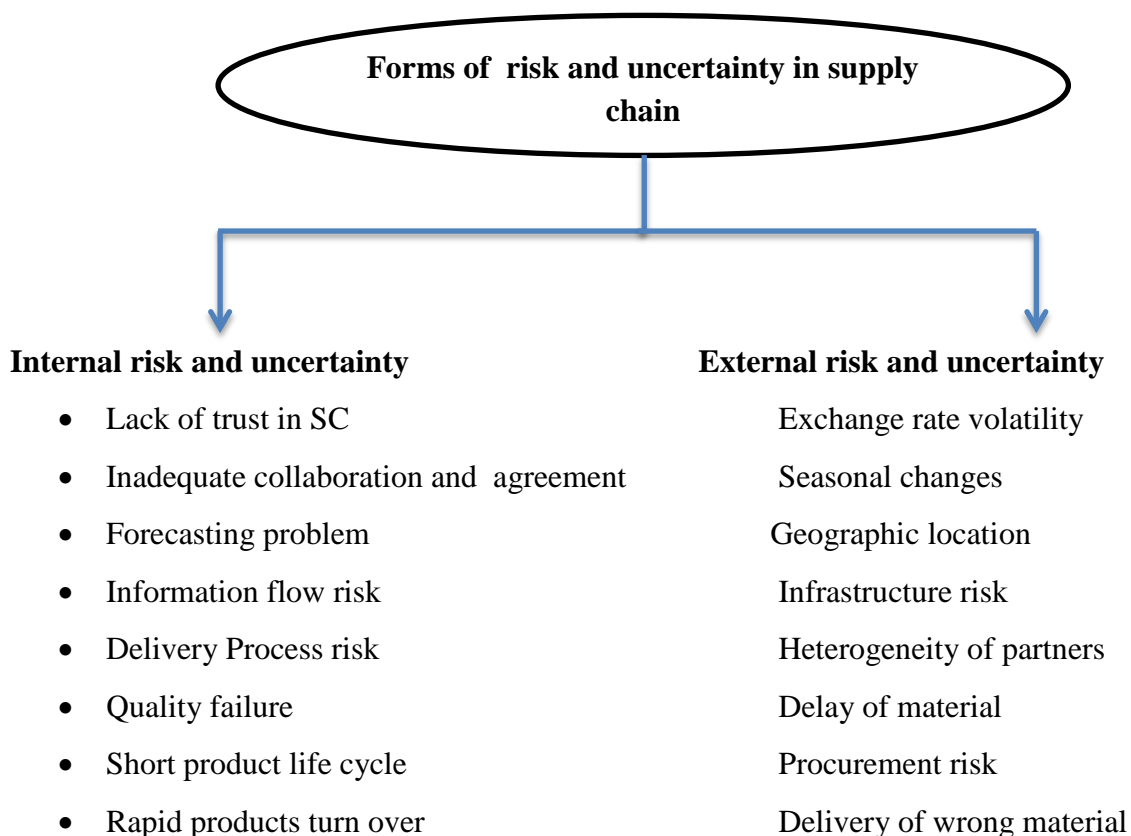 Forms of risk and uncertainty in supply
chain
Internal risk and uncertainty
• Lack of trust in SC
• Inadequate collaboration and agreement
• Forecasting problem
• Information flow risk
• Delivery Process risk
• Quality failure
• Short product life cycle
• Rapid products turn over
External risk and uncertainty
Exchange rate volatility
Seasonal changes
Geographic location
Infrastructure risk
Heterogeneity of partners
Delay of material
Procurement risk
Delivery of wrong material